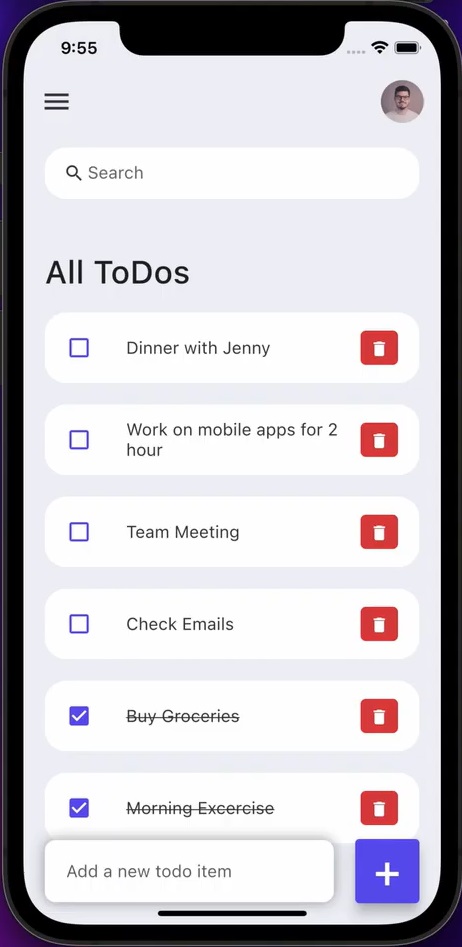 9:55
Search
All ToDos
Dinner with Jenny
Work on mobile apps for 2
hour
Team Meeting
Check Emails
Buy Groceries
Morning Excercise
Add a new todo item